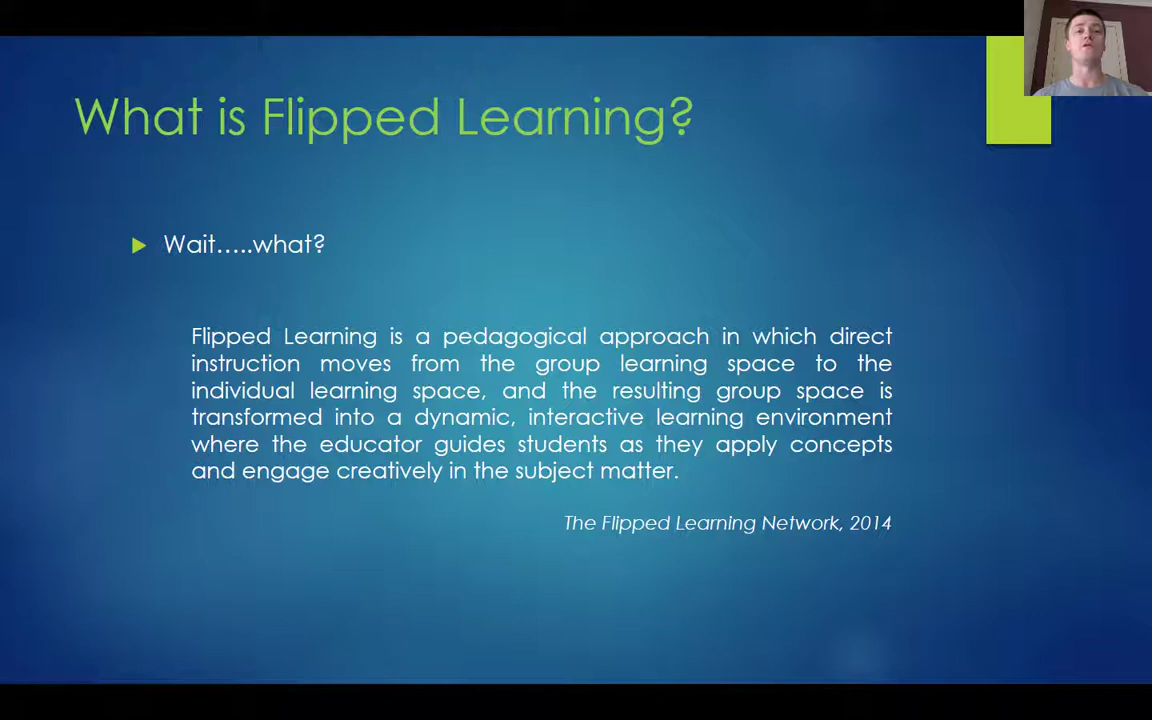 What is Flipped Learning?
Wait.....what?
Flipped Learning is a pedagogical approach in which direct
instruction moves from the group learning space to the
individual learning space, and the resulting group space is
transformed into a dynamic, interactive learning environment
where the educator guides students as they apply concepts
and engage creatively in the subject matter.
The Flipped Learning Network, 2014